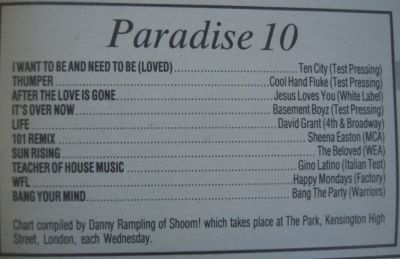 Paradise 10
I WANT TO BE AND NEED TO BE (LOVED)........................Ten City (Test Pressing)
THUMPER........................Cool Hand Fluke (Test Pressing)
AFTER THE LOVE IS GONE........................Jesus Loves You (White Label)
IT'S OVER NOW........................Basement Boyz (Test Pressing)
LIFE........................David Grant (4th & Broadway)
101 REMIX........................Sheena Easton (MCA)
SUN RISING........................The Beloved (WEA)
TEACHER OF HOUSE MUSIC........................Gino Latino (Italian Test)
WFL........................Happy Mondays (Factory)
BANG YOUR MIND........................Bang The Party (Warriors)
Chart compiled by Danny Rampling of Shoom! which takes place at The Park, Kensington High
Street, London, each Wednesday.